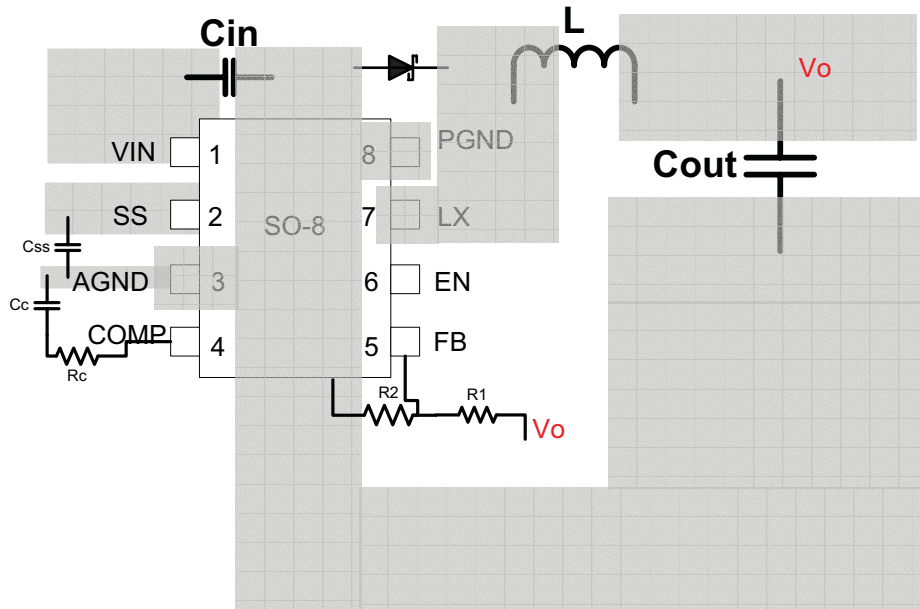 Cin
L
Vo
VIN
1
8
PGND
Cout
SS
2
SO-8
7
LX
Css
AGND
3
6
EN
Cc
COMP
4
5
FB
Rc
R2
R1
Vo